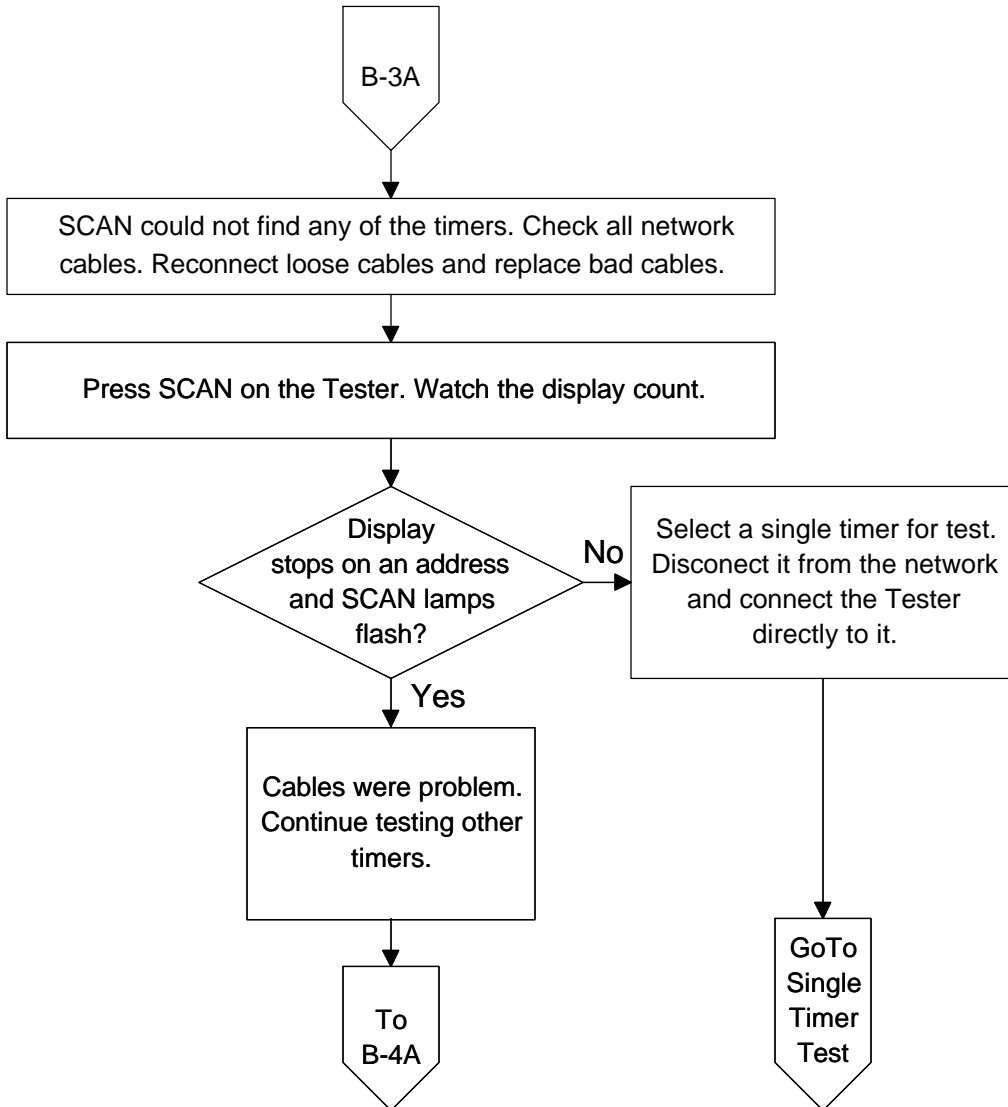 B-3A
SCAN could not find any of the timers. Check all network
cables. Reconnect loose cables and replace bad cables.
Press SCAN on the Tester. Watch the display count.
Display
stops on an address
and SCAN lamps
flash?
No
Select a single timer for test.
Disconect it from the network
and connect the Tester
directly to it.
Yes
Cables were problem.
Continue testing other
timers.
To
B-4A
GoTo
Single
Timer
Test